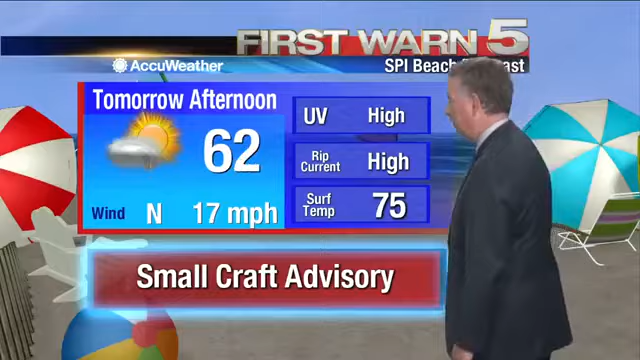 FIRST WARN 5
AccuWeather
SPI Beach
Tomorrow Afternoon
62
Wind N 17 mph
UV High
Rip Current High
Surf Temp 75
Small Craft Advisory